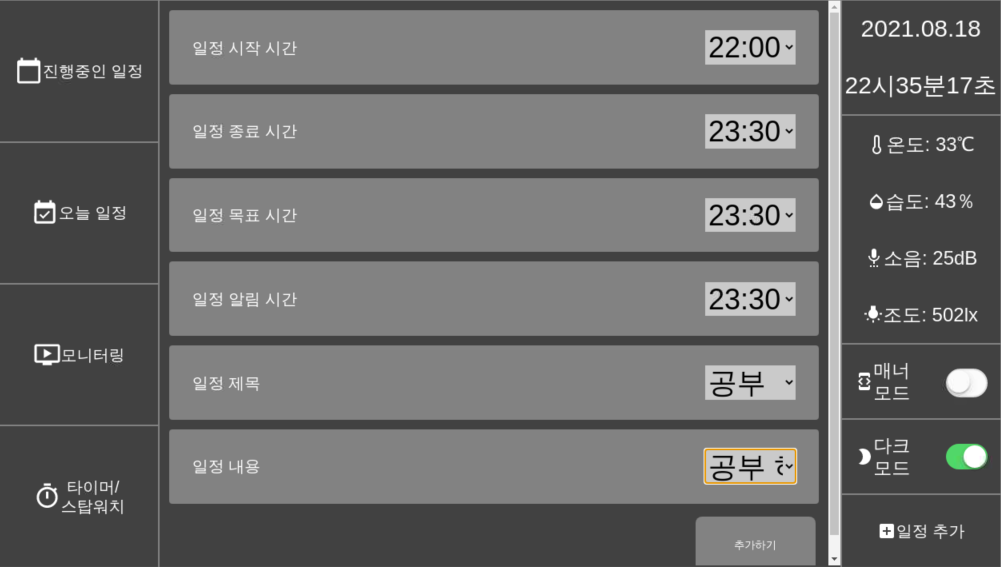 진행중인 일정
오늘 일정
모니터링
타이머/
스탑워치
일정 시작 시간 22:00
일정 종료 시간 23:30
일정 목표 시간 23:30
일정 알림 시간 23:30
일정 제목 공부
일정 내용 공부
추가하기
2021.08.18
22시35분17초
온도: 33℃
습도: 43%
소음: 25dB
조도: 502lx
매너
모드
다크
모드
일정 추가